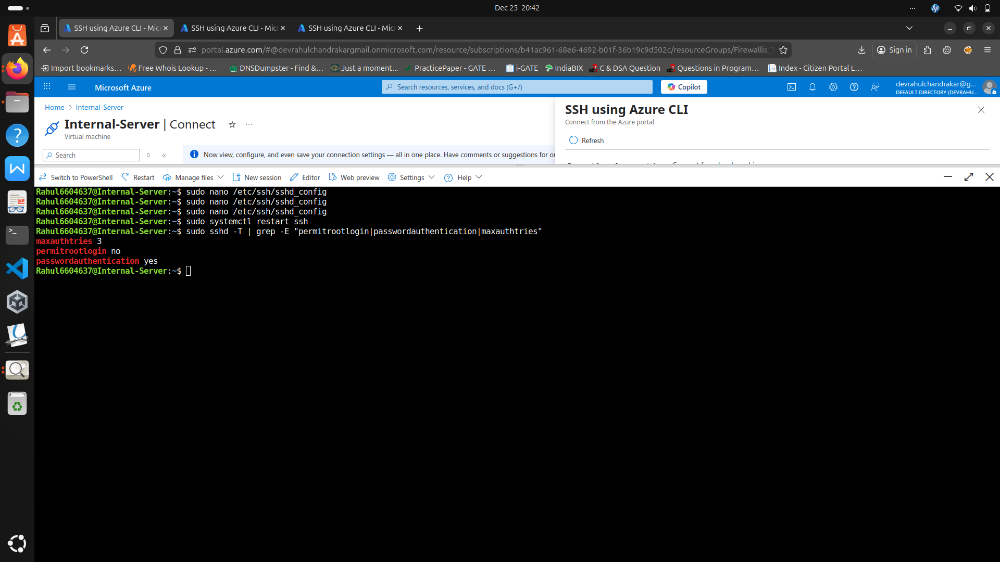 Dec 25 20:42
SSH using Azure CLI - Mic
SSH using Azure CLI - Mic
SSH using Azure CLI - Mic
portal.azure.com/#@devrahulchandrakargmail.onmicrosoft.com/resource/subscriptions/b41ac961-68e6-4692-b01f-36b19c9d502c/resourceGroups/Firewallis_T
Sign in
Import bookmarks...
Free Whois Lookup - ...
DNSDumpster - Find &...
Just a moment...
PracticePaper - GATE ...
i-GATE
IndiaBIX
C & DSA Question
Questions in Program...
Index - Citizen Portal L...
Microsoft Azure
Search resources, services, and docs (G+/)
Copilot
devrahulchandrakar@g...
DEFAULT DIRECTORY (DEVRAHU...
Home > Internal-Server
Internal-Server | Connect
Virtual machine
Search
Now view, configure, and even save your connection settings — all in one place. Have comments or suggestions for ou
SSH using Azure CLI
Connect from the Azure portal
Refresh
Switch to PowerShell
Restart
Manage files
New session
Editor
Web preview
Settings
Help
Rahul6604637@Internal-Server:~$ sudo nano /etc/ssh/sshd_config
Rahul6604637@Internal-Server:~$ sudo nano /etc/ssh/sshd_config
Rahul6604637@Internal-Server:~$ sudo nano /etc/ssh/sshd_config
Rahul6604637@Internal-Server:~$ sudo systemctl restart ssh
Rahul6604637@Internal-Server:~$ sudo sshd -T | grep -E "permitrootlogin|passwordauthentication|maxauthtries"
maxauthtries 3
permitrootlogin no
passwordauthentication yes
Rahul6604637@Internal-Server:~$